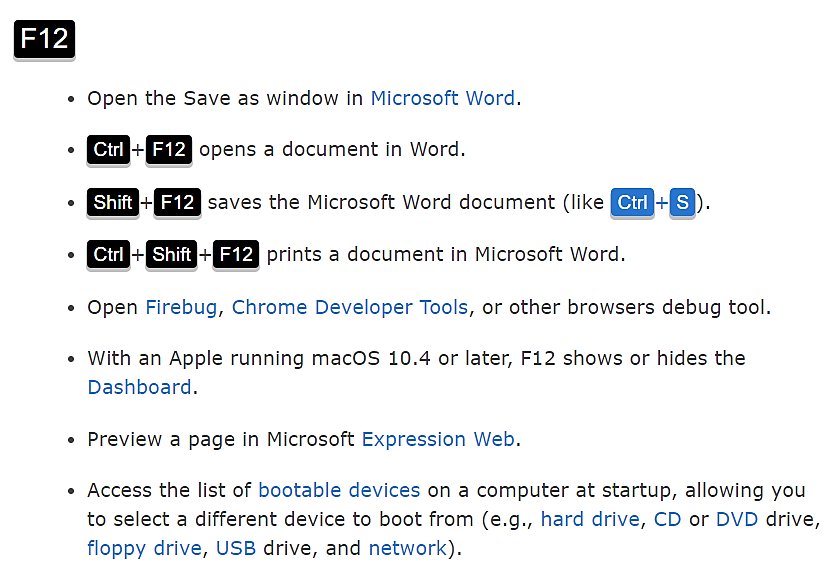 F12
Open the Save as window in Microsoft Word.
Ctrl+F12 opens a document in Word.
Shift+F12 saves the Microsoft Word document (like Ctrl+S).
Ctrl+Shift+F12 prints a document in Microsoft Word.
Open Firebug, Chrome Developer Tools, or other browsers debug tool.
With an Apple running macOS 10.4 or later, F12 shows or hides the
Dashboard.
Preview a page in Microsoft Expression Web.
Access the list of bootable devices on a computer at startup, allowing you
to select a different device to boot from (e.g., hard drive, CD or DVD drive,
floppy drive, USB drive, and network).